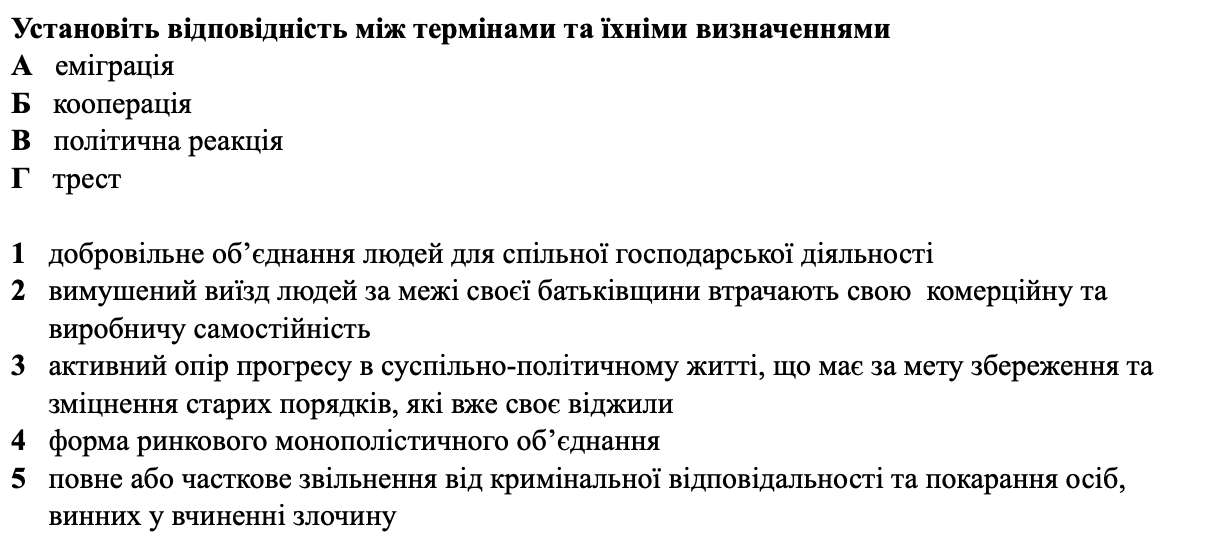 Установіть відповідність між термінами та їхніми визначеннями
А еміграція
Б кооперація
В політична реакція
Г трест
1 добровільне об’єднання людей для спільної господарської діяльності
2 вимушений виїзд людей за межі своєї батьківщини втрачають свою комерційну та
виробничу самостійність
3 активний опір прогресу в суспільно-політичному житті, що має за мету збереження та
зміцнення старих порядків, які вже своє віджили
4 форма ринкового монополістичного об’єднання
5 повне або часткове звільнення від кримінальної відповідальності та покарання осіб,
винних у вчиненні злочину